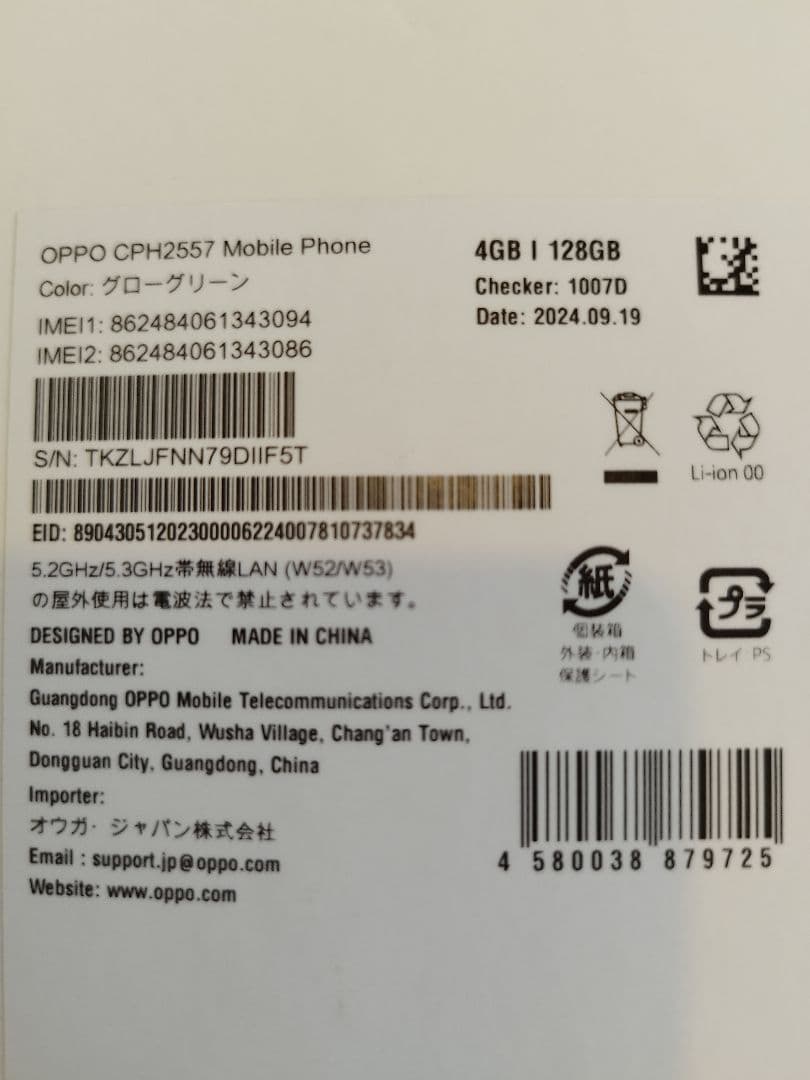 OPPO CPH2557 Mobile Phone
Color: グローグリーン
IMEI1: 862484061343094
IMEI2: 862484061343086
S/N: TKZLJFNN79DIIF5T
EID: 89043051202300006224007810737834
5.2GHz/5.3GHz帯無線LAN (W52/W53)
の屋外使用は電波法で禁止されています。
DESIGNED BY OPPO MADE IN CHINA
Manufacturer:
Guangdong OPPO Mobile Telecommunications Corp., Ltd.
No. 18 Haibin Road, Wusha Village, Chang'an Town,
Dongguan City, Guangdong, China
Importer:
オウガ・ジャパン株式会社
Email : support.jp@oppo.com
Website: www.oppo.com
4GB | 128GB
Checker: 1007D
Date: 2024.09.19
Li-ion 00
紙
個装箱
外装・内箱
保護シート
プラ
トレイ PS
4 580038 879725